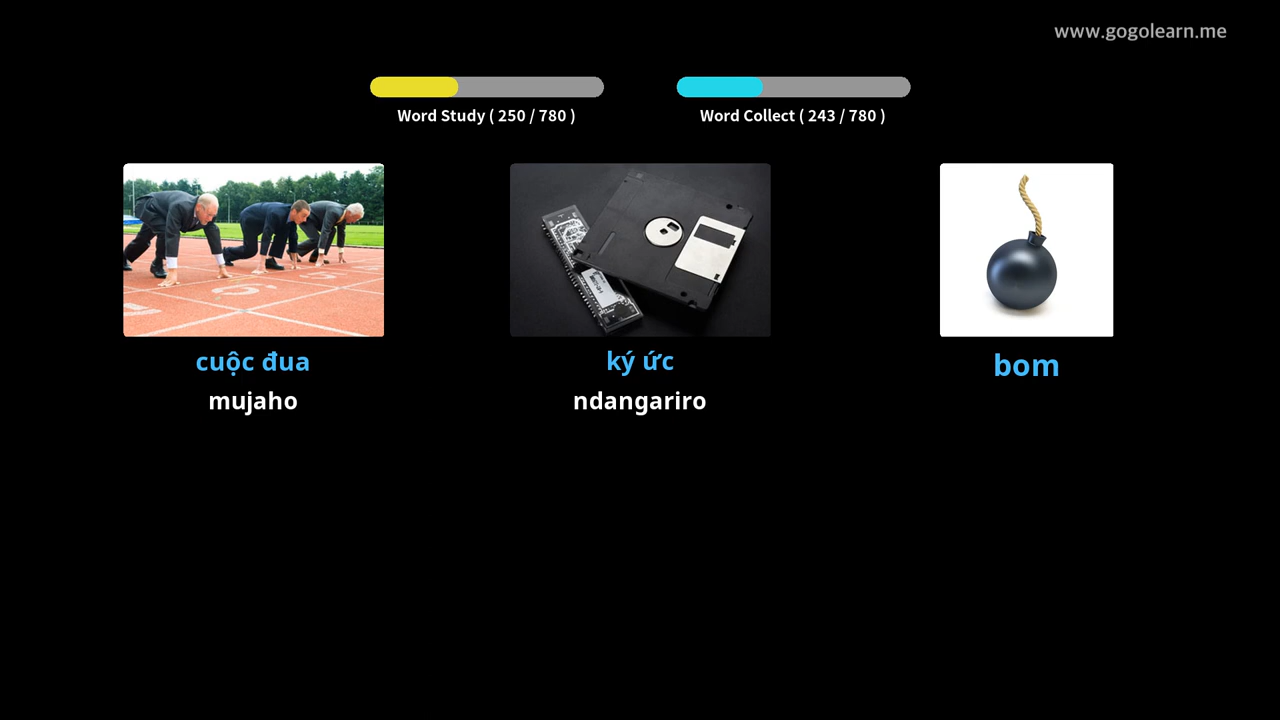 www.gogolearn.me
Word Study ( 250 / 780 )
Word Collect ( 243 / 780 )
cuộc đua
mujaho
ký ức
ndangariro
bom